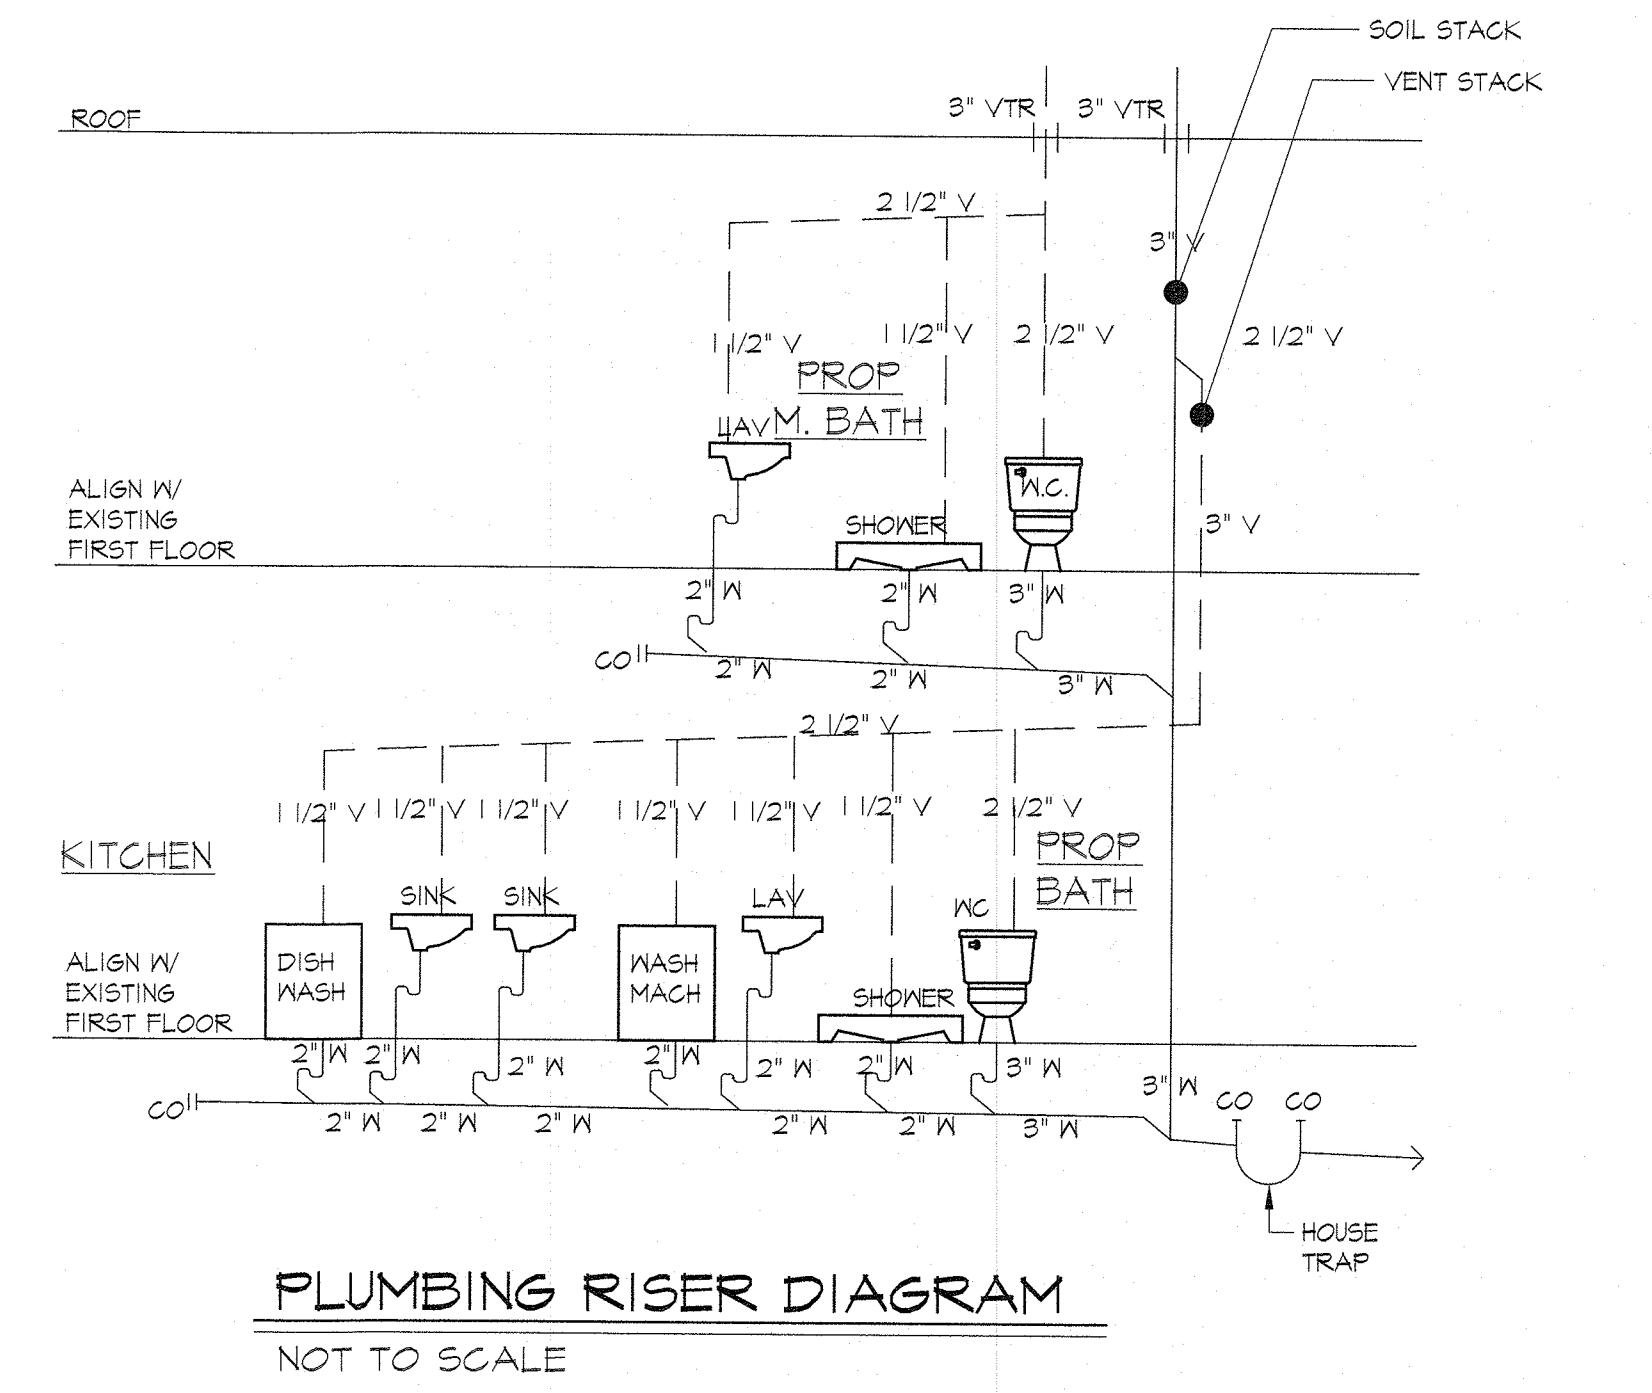 SOIL STACK
VENT STACK
3" VTR
3" VTR
ROOF
2 1/2" V
3" V
1 1/2" V
1 1/2" V
2 1/2" V
2 1/2" V
PROP
M. BATH
LAV
W.C.
SHOWER
3" V
ALIGN W/
EXISTING
FIRST FLOOR
2" W
2" W
3" W
CO
2" W
2" W
3" W
2 1/2" V
1 1/2" V
1 1/2" V
1 1/2" V
1 1/2" V
1 1/2" V
1 1/2" V
2 1/2" V
KITCHEN
PROP
BATH
SINK
SINK
LAV
WC
DISH
WASH
WASH
MACH
SHOWER
ALIGN W/
EXISTING
FIRST FLOOR
2" W
2" W
2" W
2" W
2" W
2" W
3" W
3" W
CO
CO
CO
2" W
2" W
2" W
2" W
2" W
3" W
HOUSE
TRAP
PLUMBING RISER DIAGRAM
NOT TO SCALE